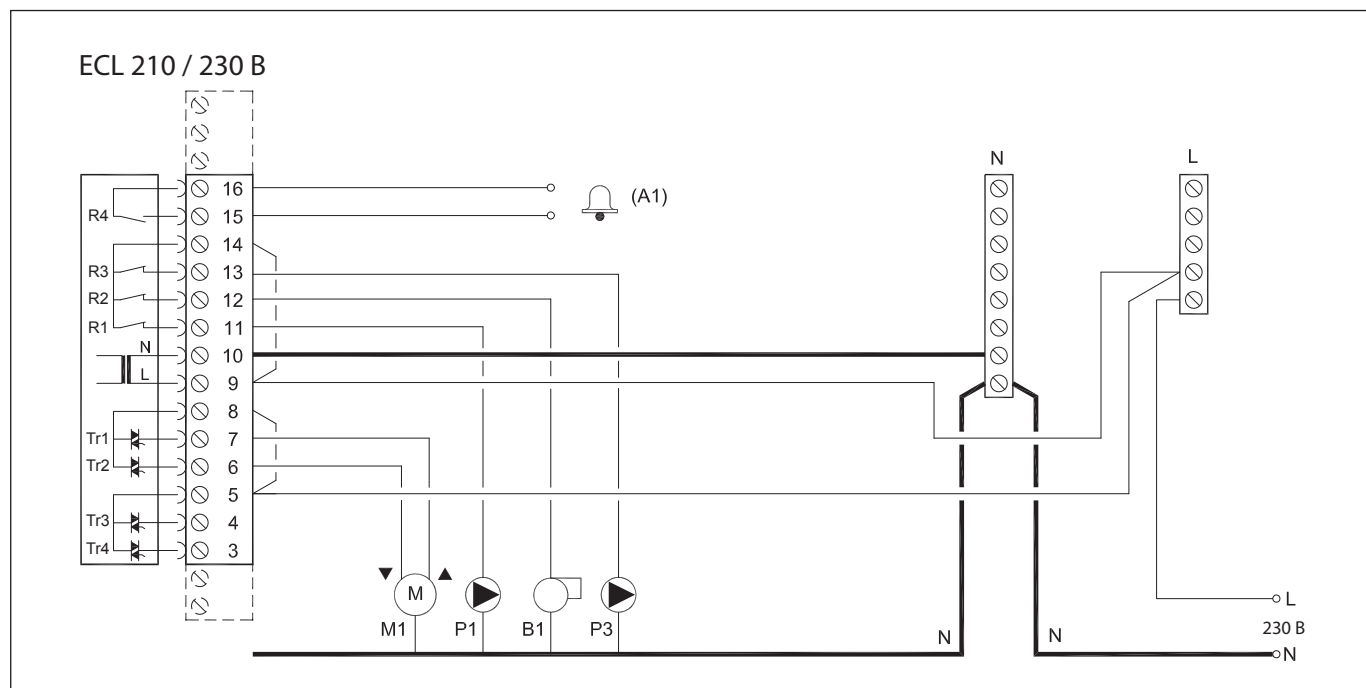 ECL 210 / 230 В
N
L
16
(A1)
R4
15
14
R3
13
R2
12
R1
11
N
10
L
9
8
Tr1
7
Tr2
6
5
Tr3
4
Tr4
3
M
L
M1
P1
B1
P3
N
N
230 В
N